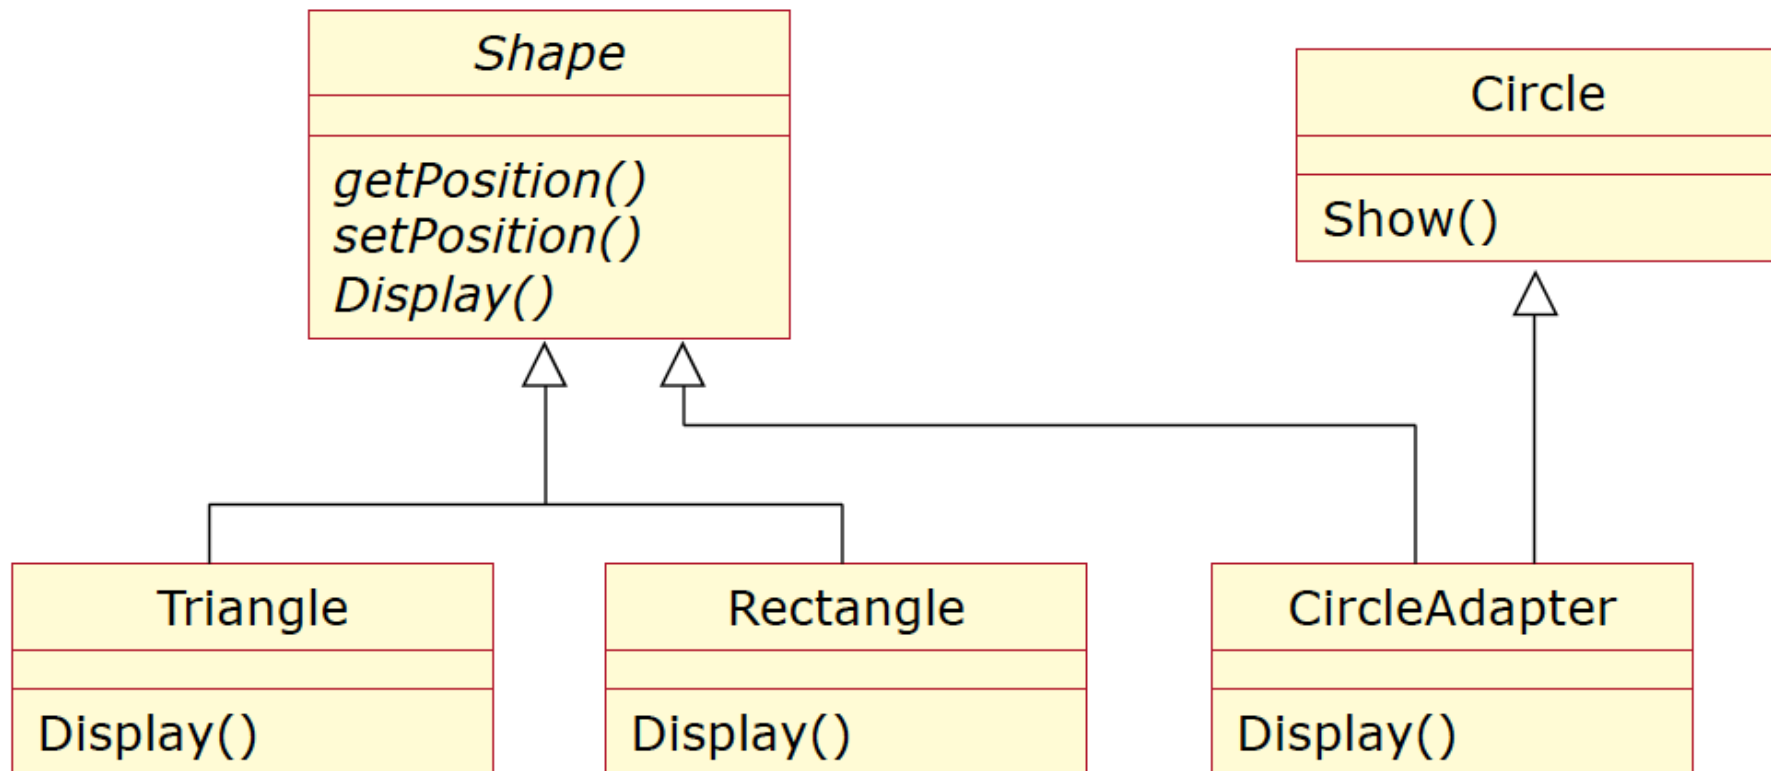 Shape
getPosition()
setPosition()
Display()
Circle
Show()
Triangle
Display()
Rectangle
Display()
CircleAdapter
Display()